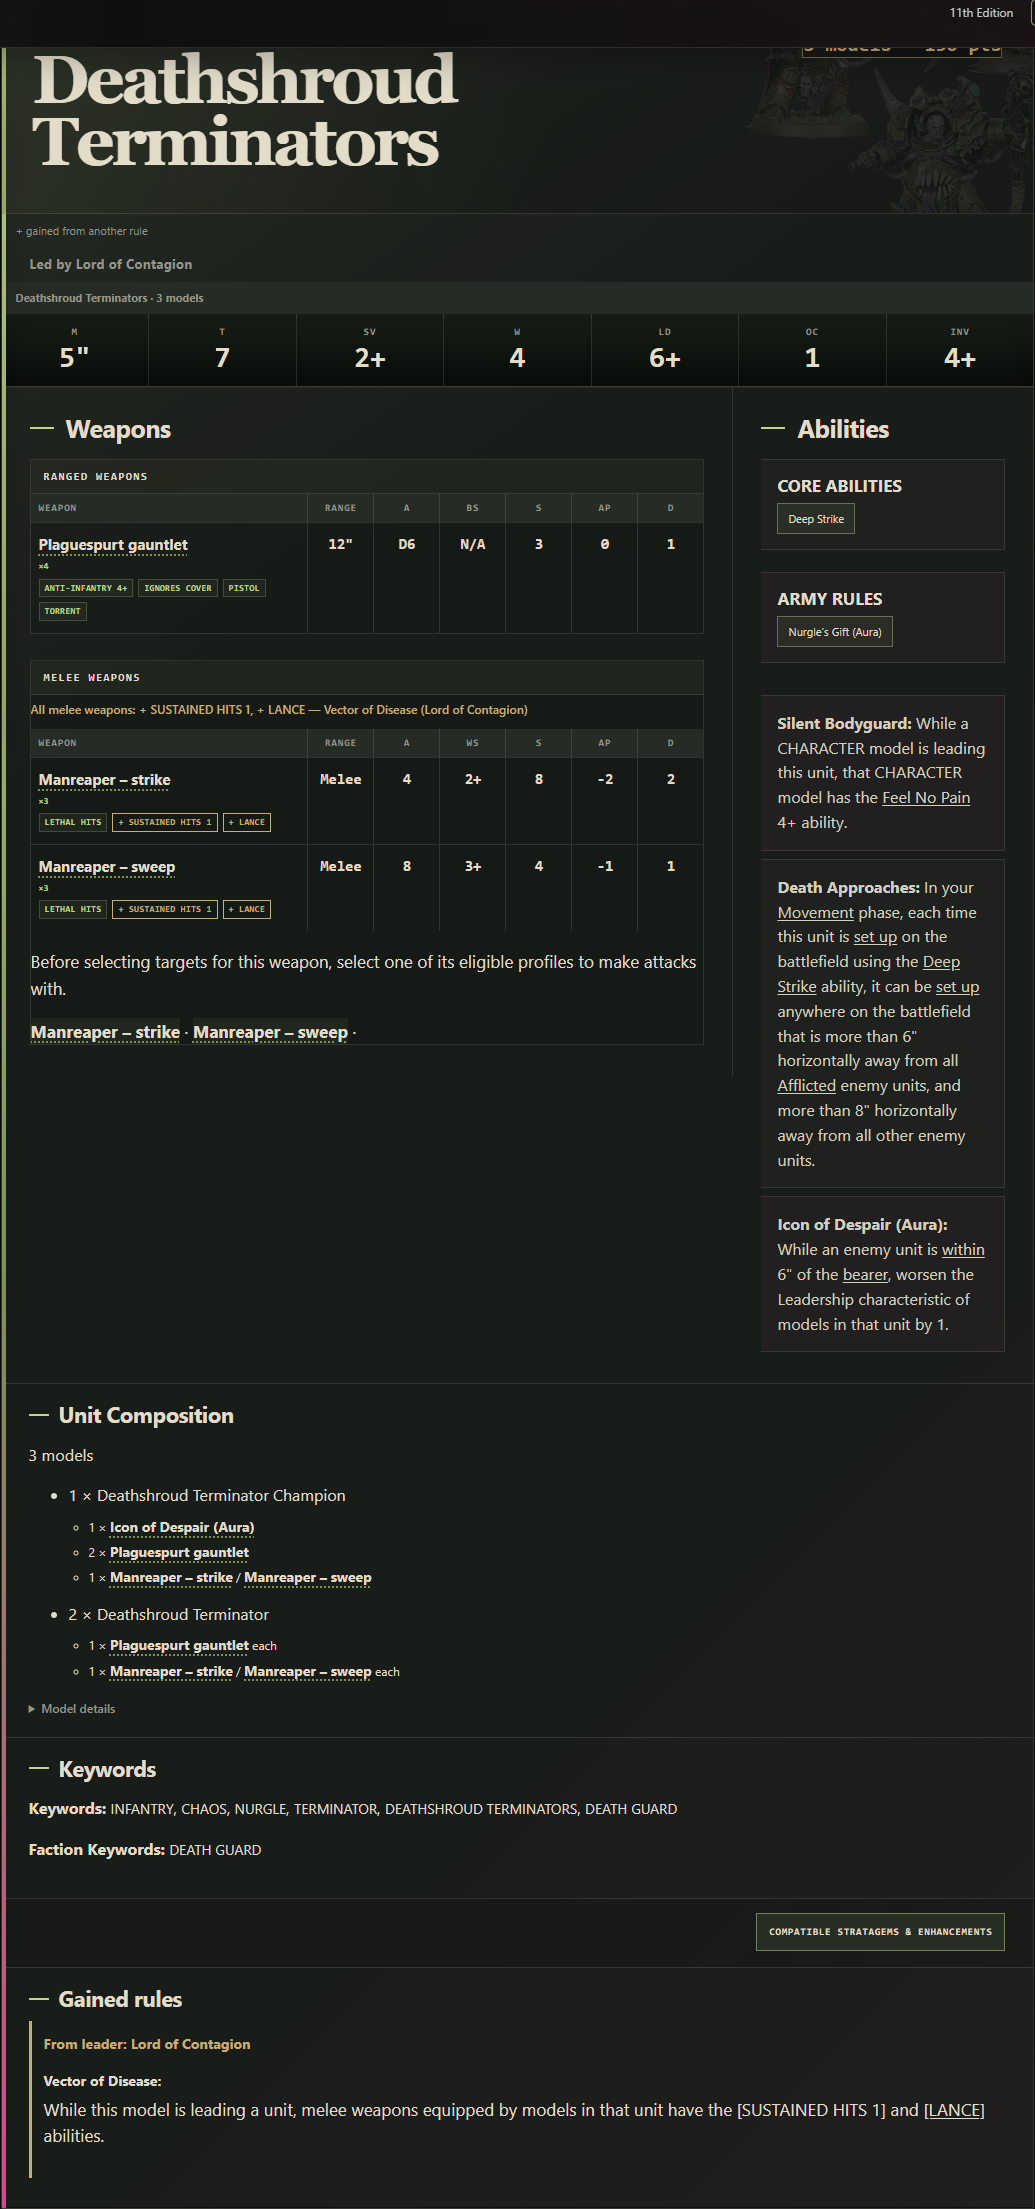 11th Edition
Deathshroud
Terminators
+ gained from another rule
Led by Lord of Contagion
Deathshroud Terminators · 3 models
M T SV W LD OC INV
5" 7 2+ 4 6+ 1 4+
Weapons
RANGED WEAPONS
WEAPON RANGE A BS S AP D
Plaguespurt gauntlet 12" D6 N/A 3 0 1
×4
ANTI-INFANTRY 4+ IGNORES COVER PISTOL
TORRENT
MELEE WEAPONS
All melee weapons: + SUSTAINED HITS 1, + LANCE — Vector of Disease (Lord of Contagion)
WEAPON RANGE A WS S AP D
Manreaper – strike Melee 4 2+ 8 -2 2
×3
LETHAL HITS + SUSTAINED HITS 1 + LANCE
Manreaper – sweep Melee 8 3+ 4 -1 1
×3
LETHAL HITS + SUSTAINED HITS 1 + LANCE
Before selecting targets for this weapon, select one of its eligible profiles to make attacks
with.
Manreaper – strike · Manreaper – sweep ·
Abilities
CORE ABILITIES
Deep Strike
ARMY RULES
Nurgle's Gift (Aura)
Silent Bodyguard: While a
CHARACTER model is leading
this unit, that CHARACTER
model has the Feel No Pain
4+ ability.
Death Approaches: In your
Movement phase, each time
this unit is set up on the
battlefield using the Deep
Strike ability, it can be set up
anywhere on the battlefield
that is more than 6"
horizontally away from all
Afflicted enemy units, and
more than 8" horizontally
away from all other enemy
units.
Icon of Despair (Aura):
While an enemy unit is within
6" of the bearer, worsen the
Leadership characteristic of
models in that unit by 1.
Unit Composition
3 models
• 1 × Deathshroud Terminator Champion
◦ 1 × Icon of Despair (Aura)
◦ 2 × Plaguespurt gauntlet
◦ 1 × Manreaper – strike / Manreaper – sweep
• 2 × Deathshroud Terminator
◦ 1 × Plaguespurt gauntlet each
◦ 1 × Manreaper – strike / Manreaper – sweep each
▶ Model details
Keywords
Keywords: INFANTRY, CHAOS, NURGLE, TERMINATOR, DEATHSHROUD TERMINATORS, DEATH GUARD
Faction Keywords: DEATH GUARD
COMPATIBLE STRATAGEMS & ENHANCEMENTS
Gained rules
From leader: Lord of Contagion
Vector of Disease:
While this model is leading a unit, melee weapons equipped by models in that unit have the [SUSTAINED HITS 1] and [LANCE]
abilities.